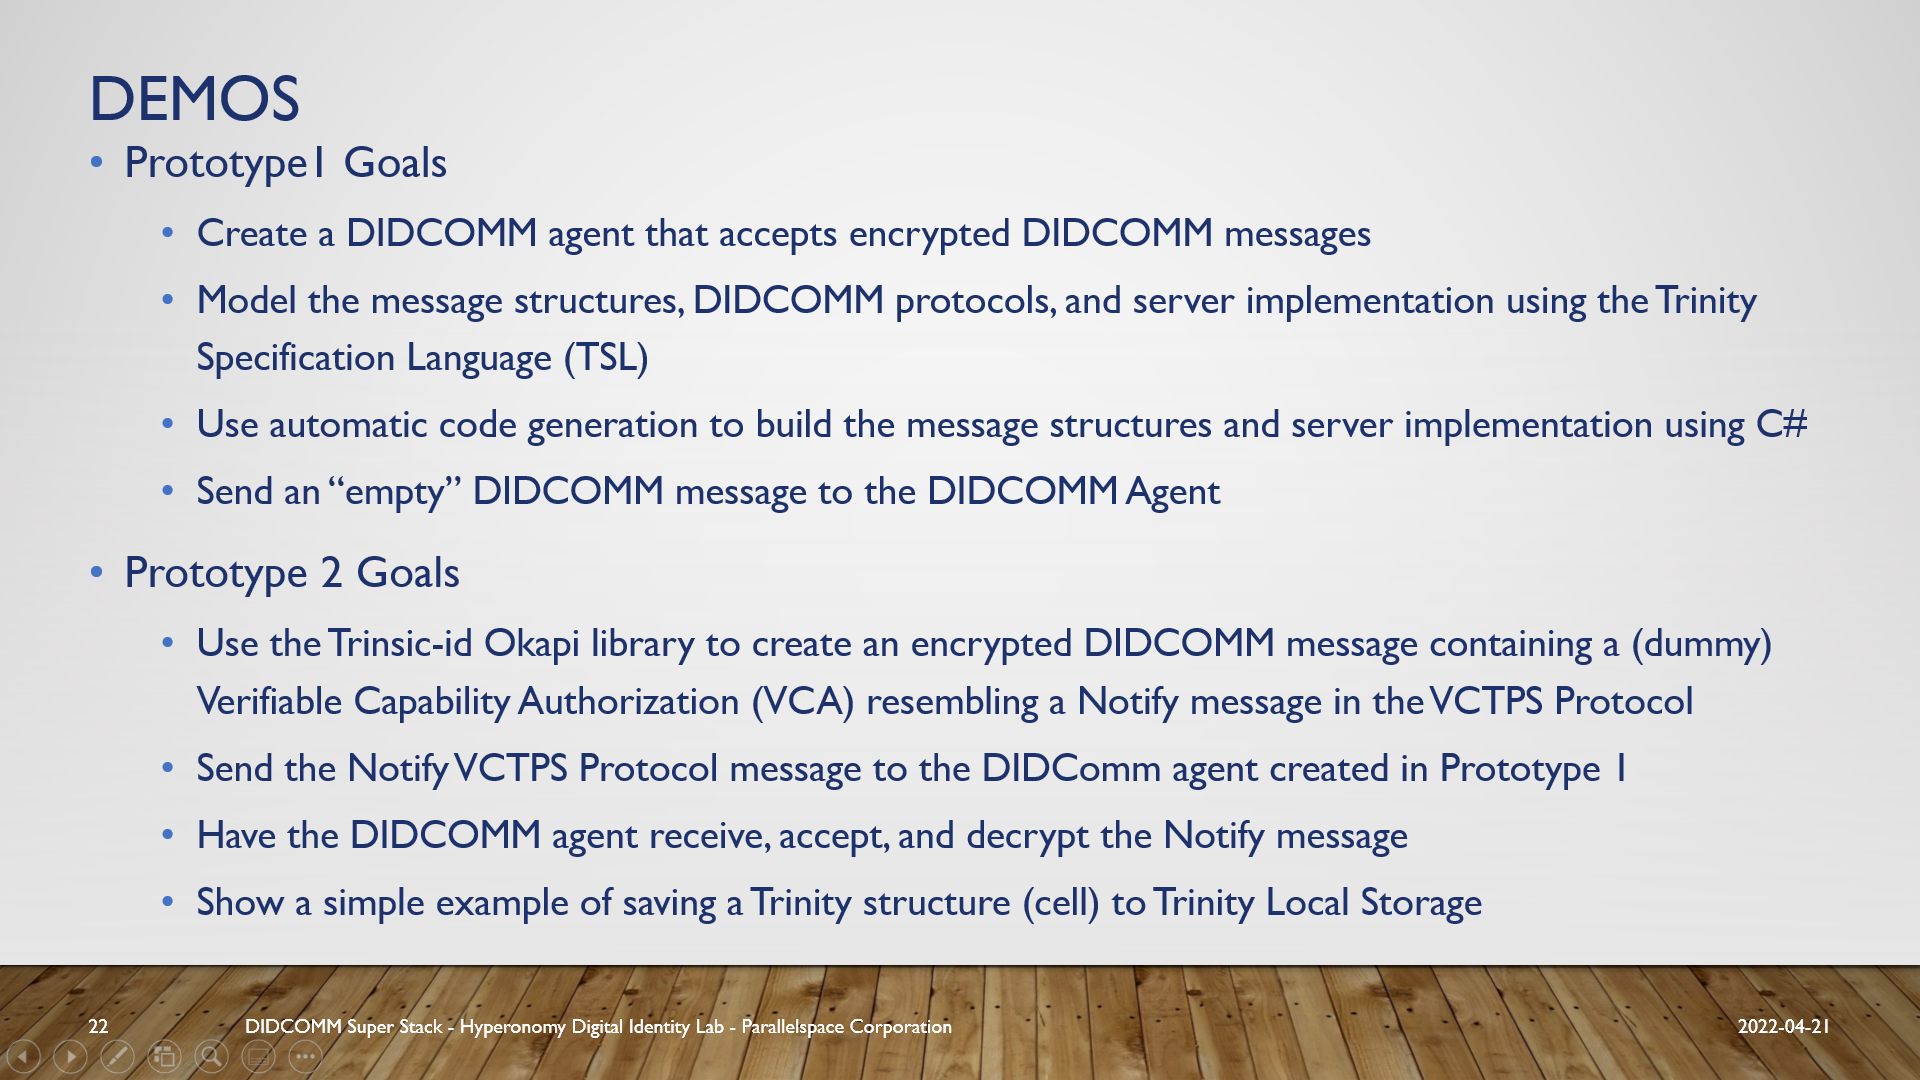 DEMOS
• Prototype1 Goals
• Create a DIDCOMM agent that accepts encrypted DIDCOMM messages
• Model the message structures, DIDCOMM protocols, and server implementation using the Trinity
Specification Language (TSL)
• Use automatic code generation to build the message structures and server implementation using C#
• Send an “empty” DIDCOMM message to the DIDCOMM Agent
• Prototype 2 Goals
• Use the Trinsic-id Okapi library to create an encrypted DIDCOMM message containing a (dummy)
Verifiable Capability Authorization (VCA) resembling a Notify message in the VCTPS Protocol
• Send the Notify VCTPS Protocol message to the DIDComm agent created in Prototype 1
• Have the DIDCOMM agent receive, accept, and decrypt the Notify message
• Show a simple example of saving a Trinity structure (cell) to Trinity Local Storage
22 DIDCOMM Super Stack - Hyperonomy Digital Identity Lab - Parallelspace Corporation 2022-04-21